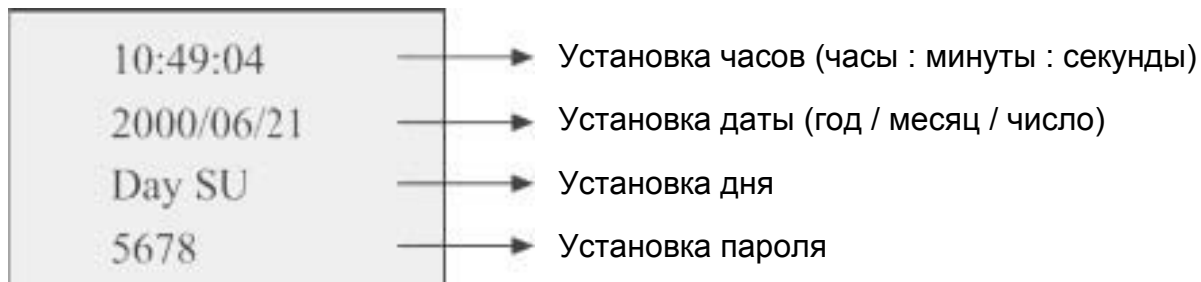 10:49:04 Установка часов (часы : минуты : секунды)
2000/06/21 Установка даты (год / месяц / число)
Day SU Установка дня
5678 Установка пароля